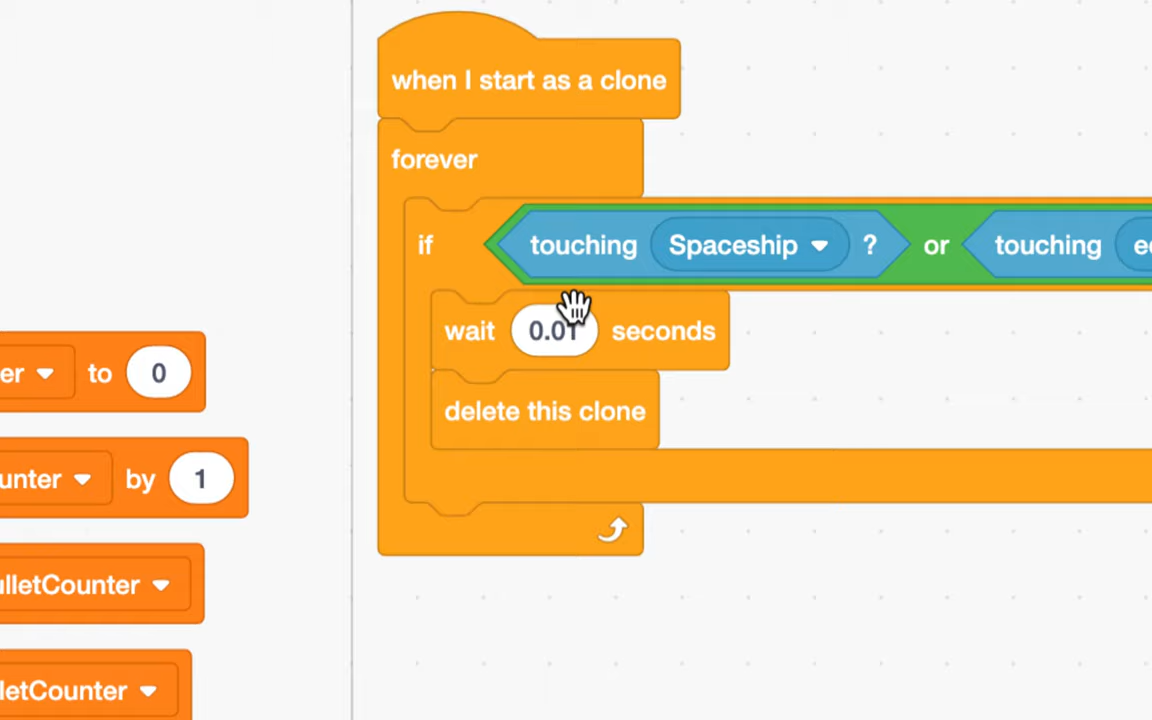 when I start as a clone
forever
if touching Spaceship ? or touching
wait 0.01 seconds
delete this clone
to 0
by 1